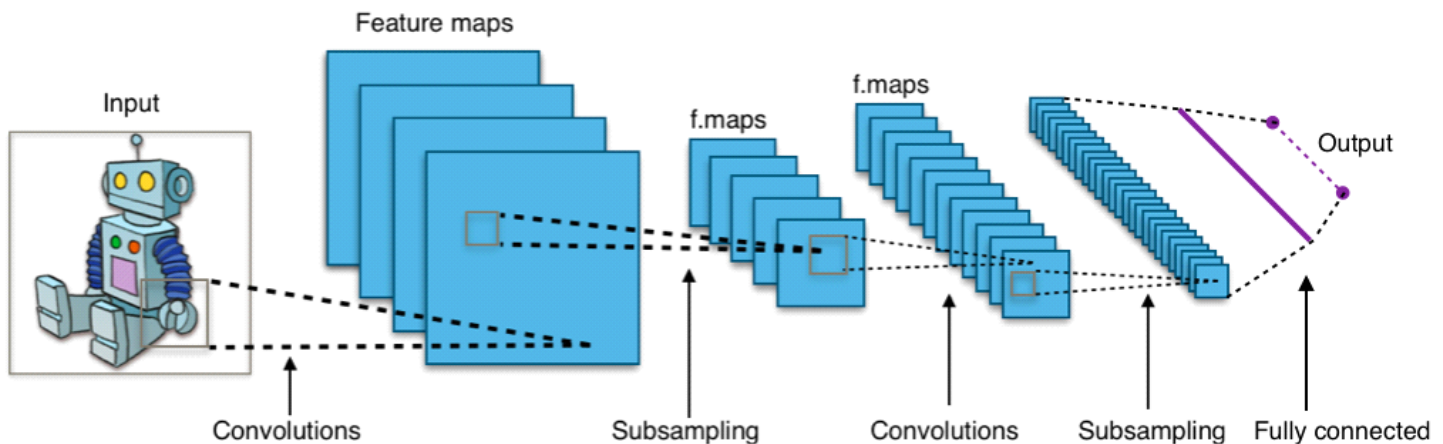 Feature maps
Input
f.maps
f.maps
Output
Convolutions
Subsampling
Convolutions
Subsampling
Fully connected